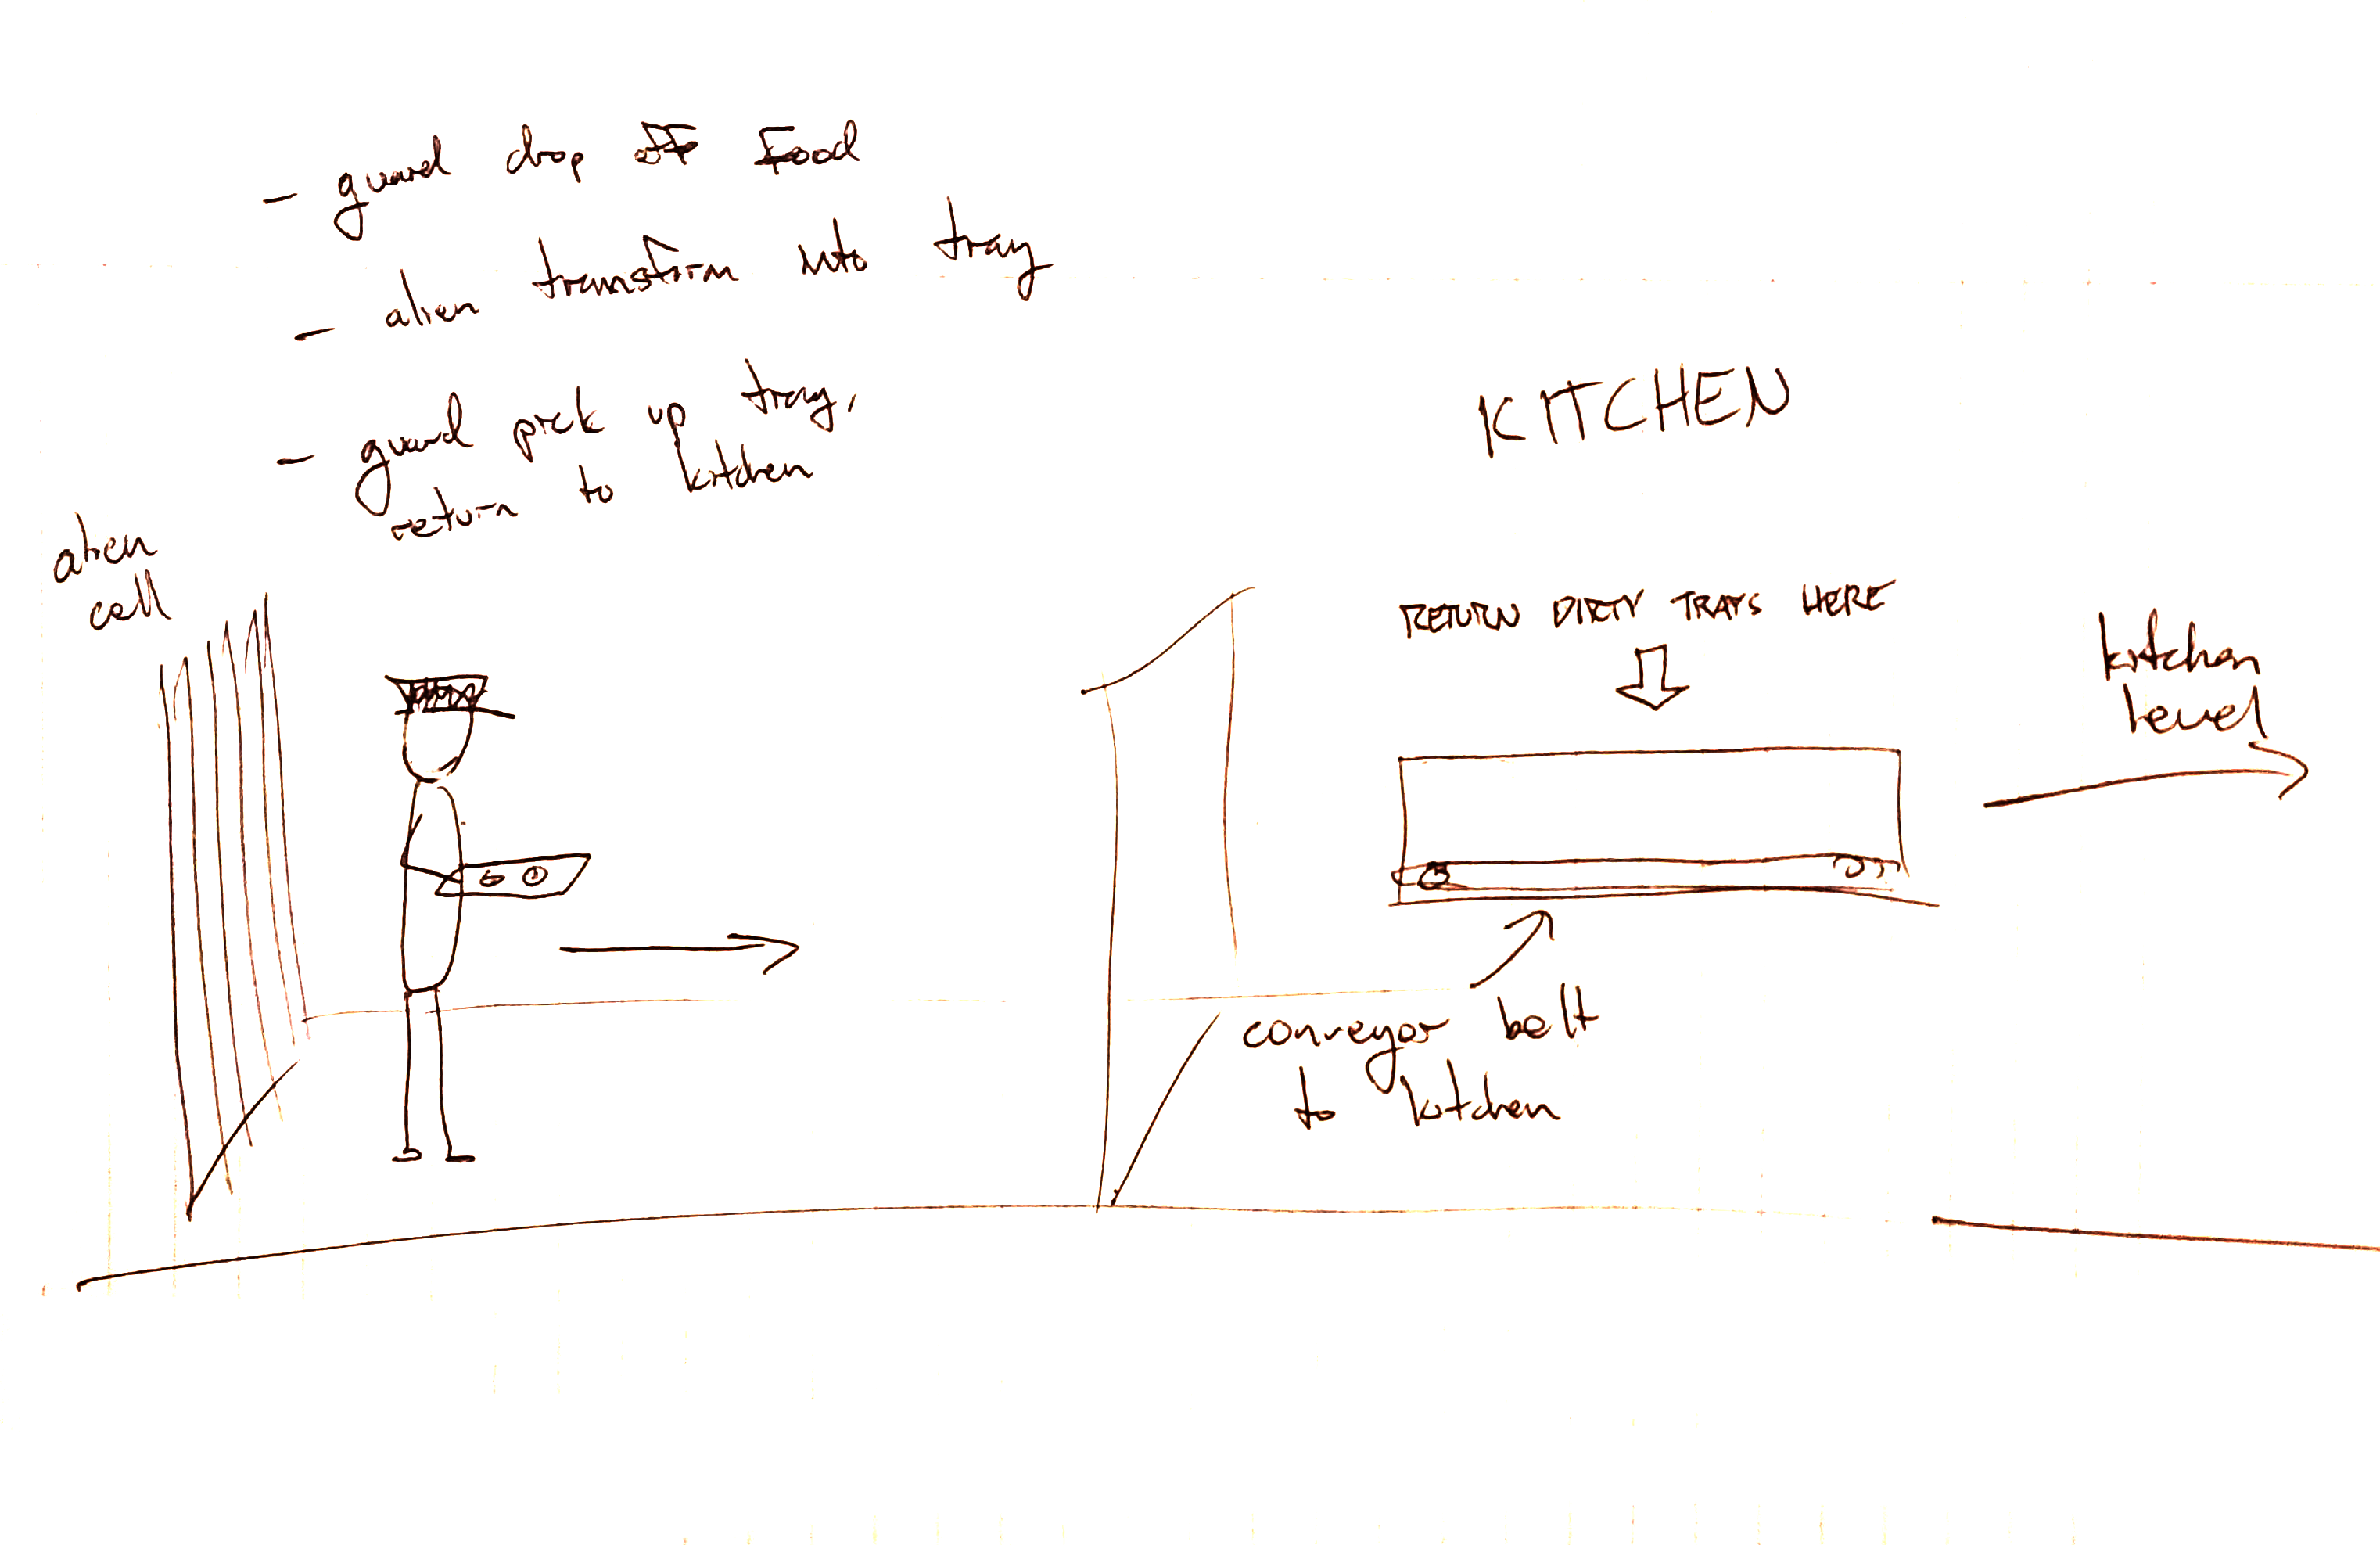 - guard drop off food
- alien transform into tray
- guard pick up tray,
return to kitchen
alien
cell
KITCHEN
RETURN DIRTY TRAYS HERE
kitchen
level
conveyor belt
to kitchen